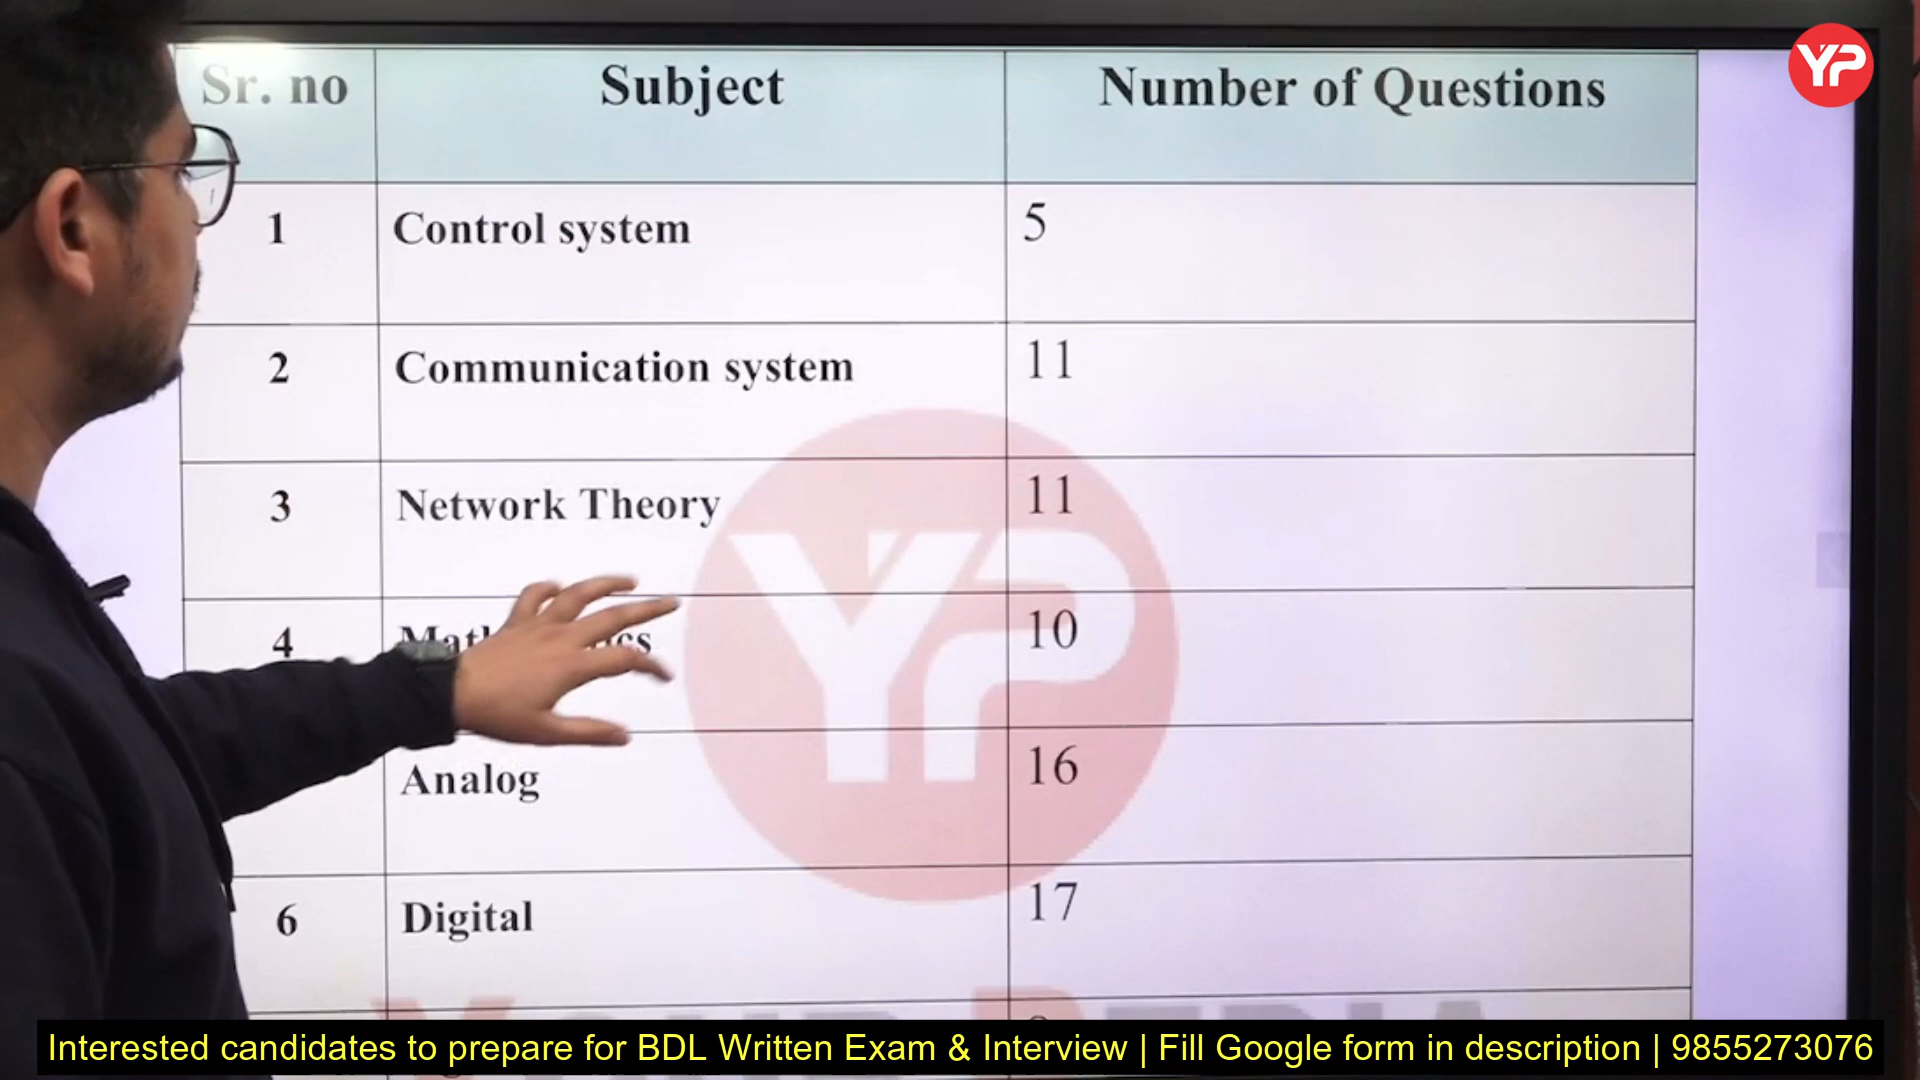 YP
Sr. no Subject Number of Questions
1 Control system 5
2 Communication system 11
3 Network Theory 11
4 10
Analog 16
6 Digital 17
YP
Interested candidates to prepare for BDL Written Exam & Interview | Fill Google form in description | 9855273076